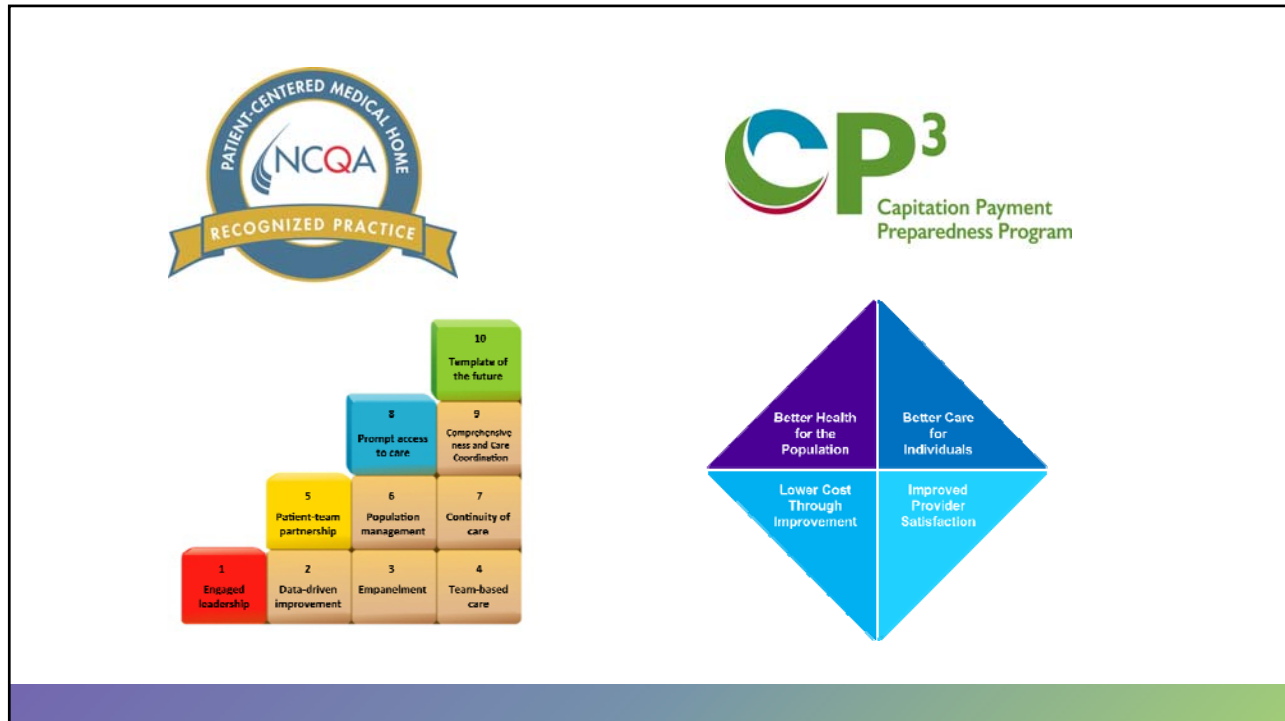 PATIENT-CENTERED MEDICAL HOME
NCQA
RECOGNIZED PRACTICE
CP3
Capitation Payment
Preparedness Program
10
Template of
the future
8
Prompt access
to care
9
Comprehensive
ness and Care
Coordination
5
Patient-team
partnership
6
Population
management
7
Continuity of
care
1
Engaged
leadership
2
Data-driven
improvement
3
Empanelment
4
Team-based
care
Better Health
for the
Population
Better Care
for
Individuals
Lower Cost
Through
Improvement
Improved
Provider
Satisfaction